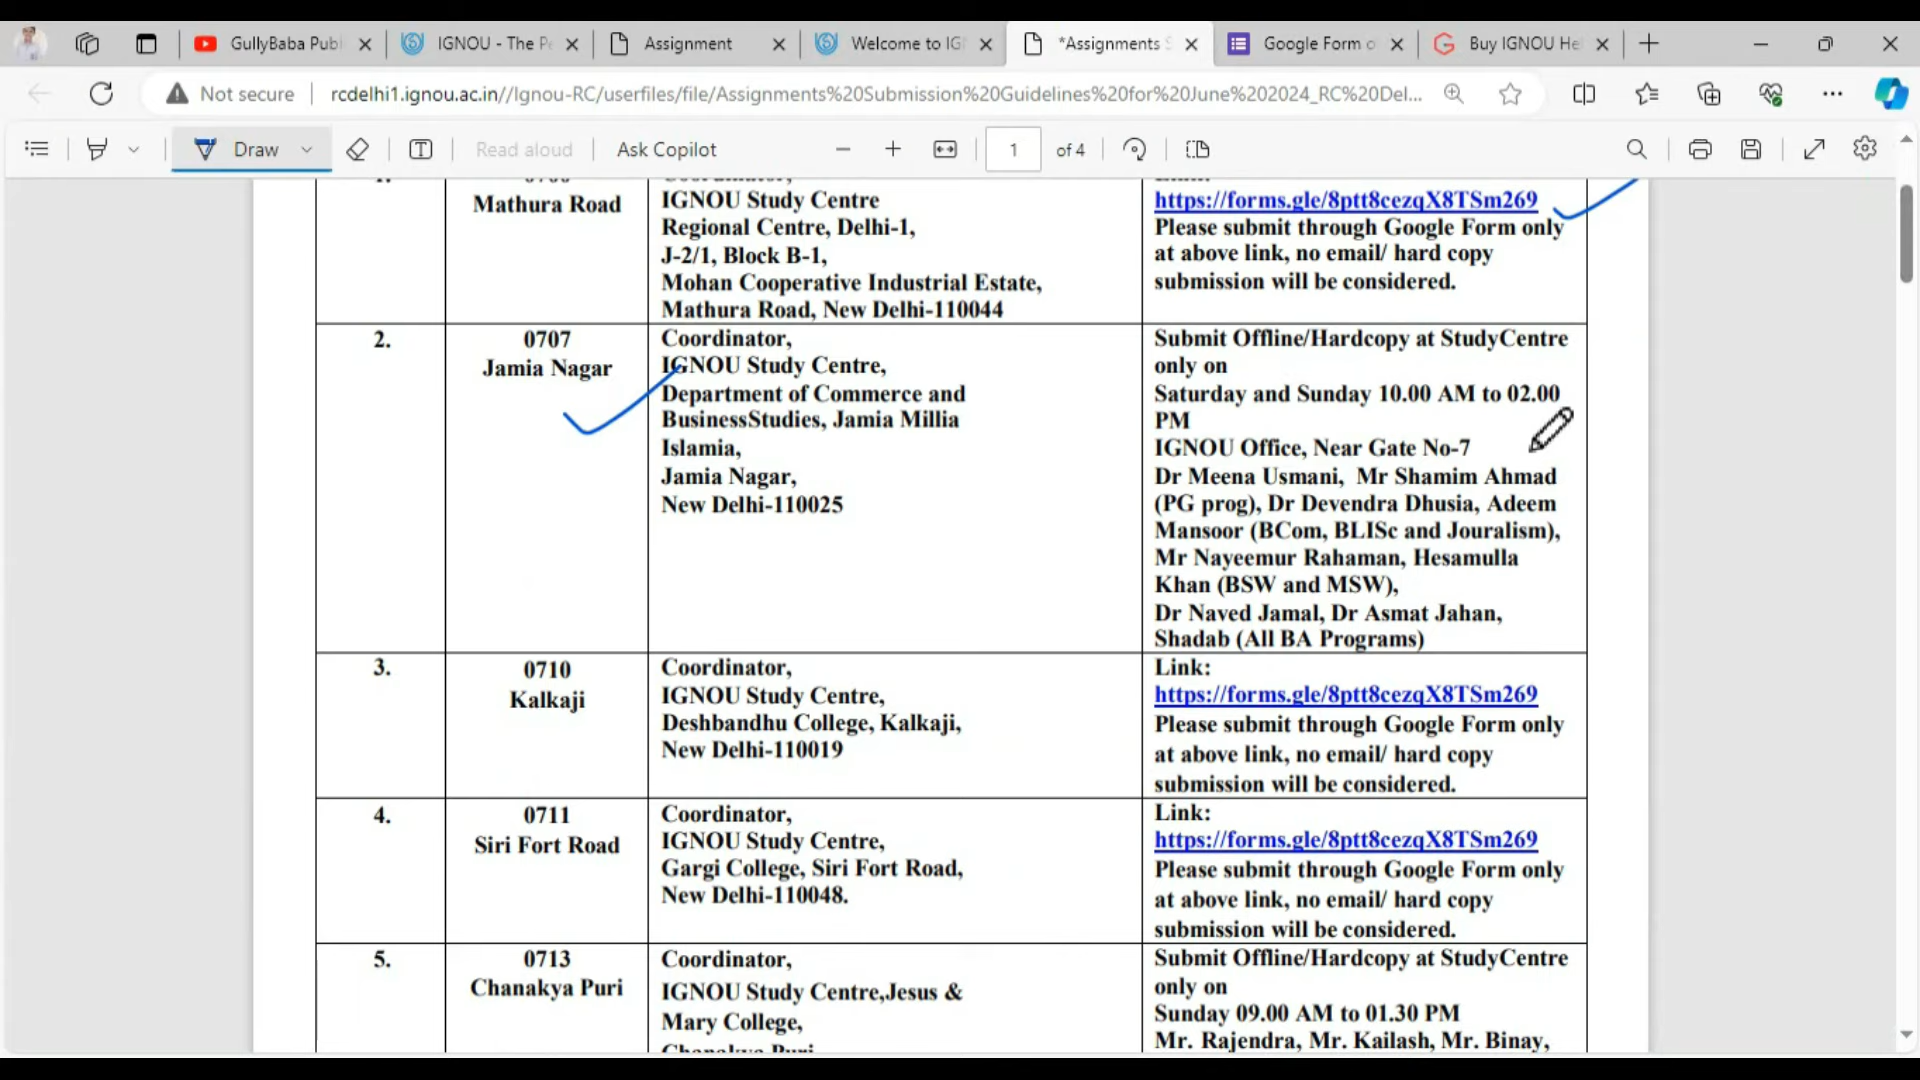 GullyBaba Publ
IGNOU - The Pe
Assignment
Welcome to IG
*Assignments S
Google Form o
Buy IGNOU He
Not secure
rcdelhi1.ignou.ac.in//Ignou-RC/userfiles/file/Assignments%20Submission%20Guidelines%20for%20June%202024_RC%20Del...
Draw
Read aloud
Ask Copilot
1
of 4
Mathura Road
IGNOU Study Centre
Regional Centre, Delhi-1,
J-2/1, Block B-1,
Mohan Cooperative Industrial Estate,
Mathura Road, New Delhi-110044
https://forms.gle/8ptt8cezqX8TSm269
Please submit through Google Form only
at above link, no email/ hard copy
submission will be considered.
2.
0707
Jamia Nagar
Coordinator,
IGNOU Study Centre,
Department of Commerce and
BusinessStudies, Jamia Millia
Islamia,
Jamia Nagar,
New Delhi-110025
Submit Offline/Hardcopy at StudyCentre
only on
Saturday and Sunday 10.00 AM to 02.00
PM
IGNOU Office, Near Gate No-7
Dr Meena Usmani, Mr Shamim Ahmad
(PG prog), Dr Devendra Dhusia, Adeem
Mansoor (BCom, BLISc and Jouralism),
Mr Nayeemur Rahaman, Hesamulla
Khan (BSW and MSW),
Dr Naved Jamal, Dr Asmat Jahan,
Shadab (All BA Programs)
3.
0710
Kalkaji
Coordinator,
IGNOU Study Centre,
Deshbandhu College, Kalkaji,
New Delhi-110019
Link:
https://forms.gle/8ptt8cezqX8TSm269
Please submit through Google Form only
at above link, no email/ hard copy
submission will be considered.
4.
0711
Siri Fort Road
Coordinator,
IGNOU Study Centre,
Gargi College, Siri Fort Road,
New Delhi-110048.
Link:
https://forms.gle/8ptt8cezqX8TSm269
Please submit through Google Form only
at above link, no email/ hard copy
submission will be considered.
5.
0713
Chanakya Puri
Coordinator,
IGNOU Study Centre,Jesus &
Mary College,
Submit Offline/Hardcopy at StudyCentre
only on
Sunday 09.00 AM to 01.30 PM
Mr. Rajendra, Mr. Kailash, Mr. Binay,